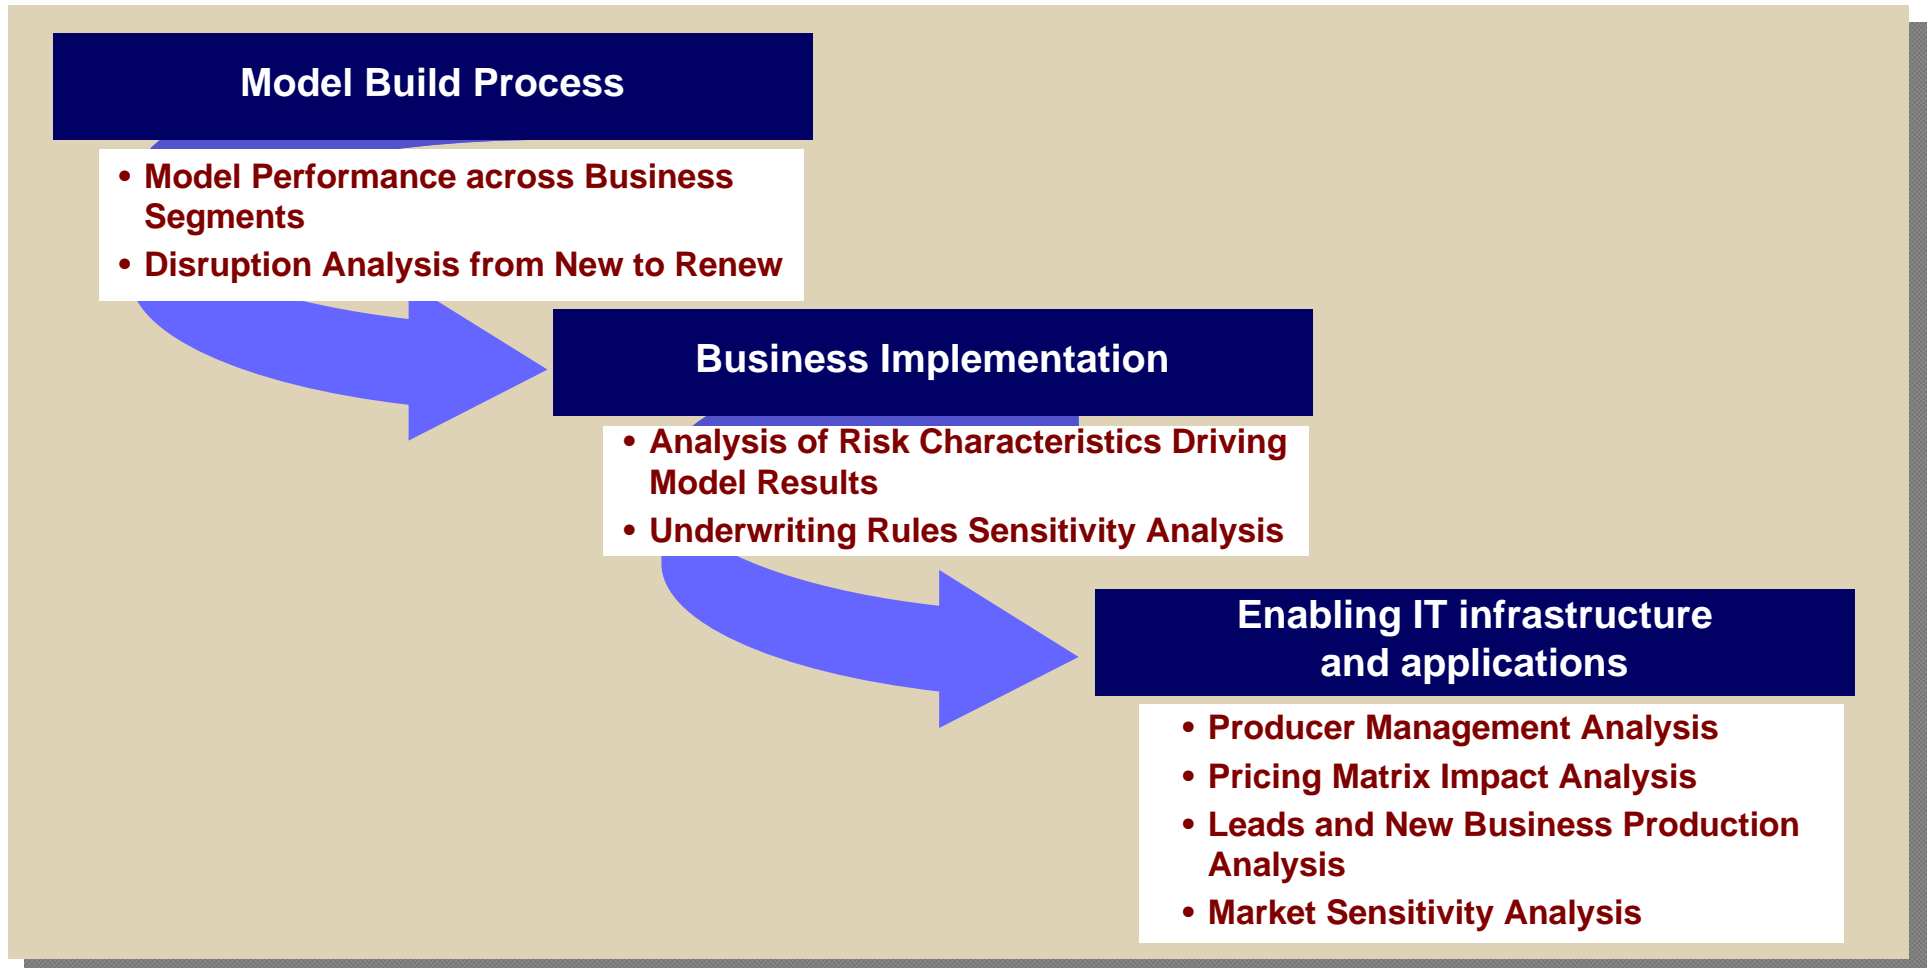 Model Build Process
• Model Performance across Business
Segments
• Disruption Analysis from New to Renew
Business Implementation
• Analysis of Risk Characteristics Driving
Model Results
• Underwriting Rules Sensitivity Analysis
Enabling IT infrastructure
and applications
• Producer Management Analysis
• Pricing Matrix Impact Analysis
• Leads and New Business Production
Analysis
• Market Sensitivity Analysis